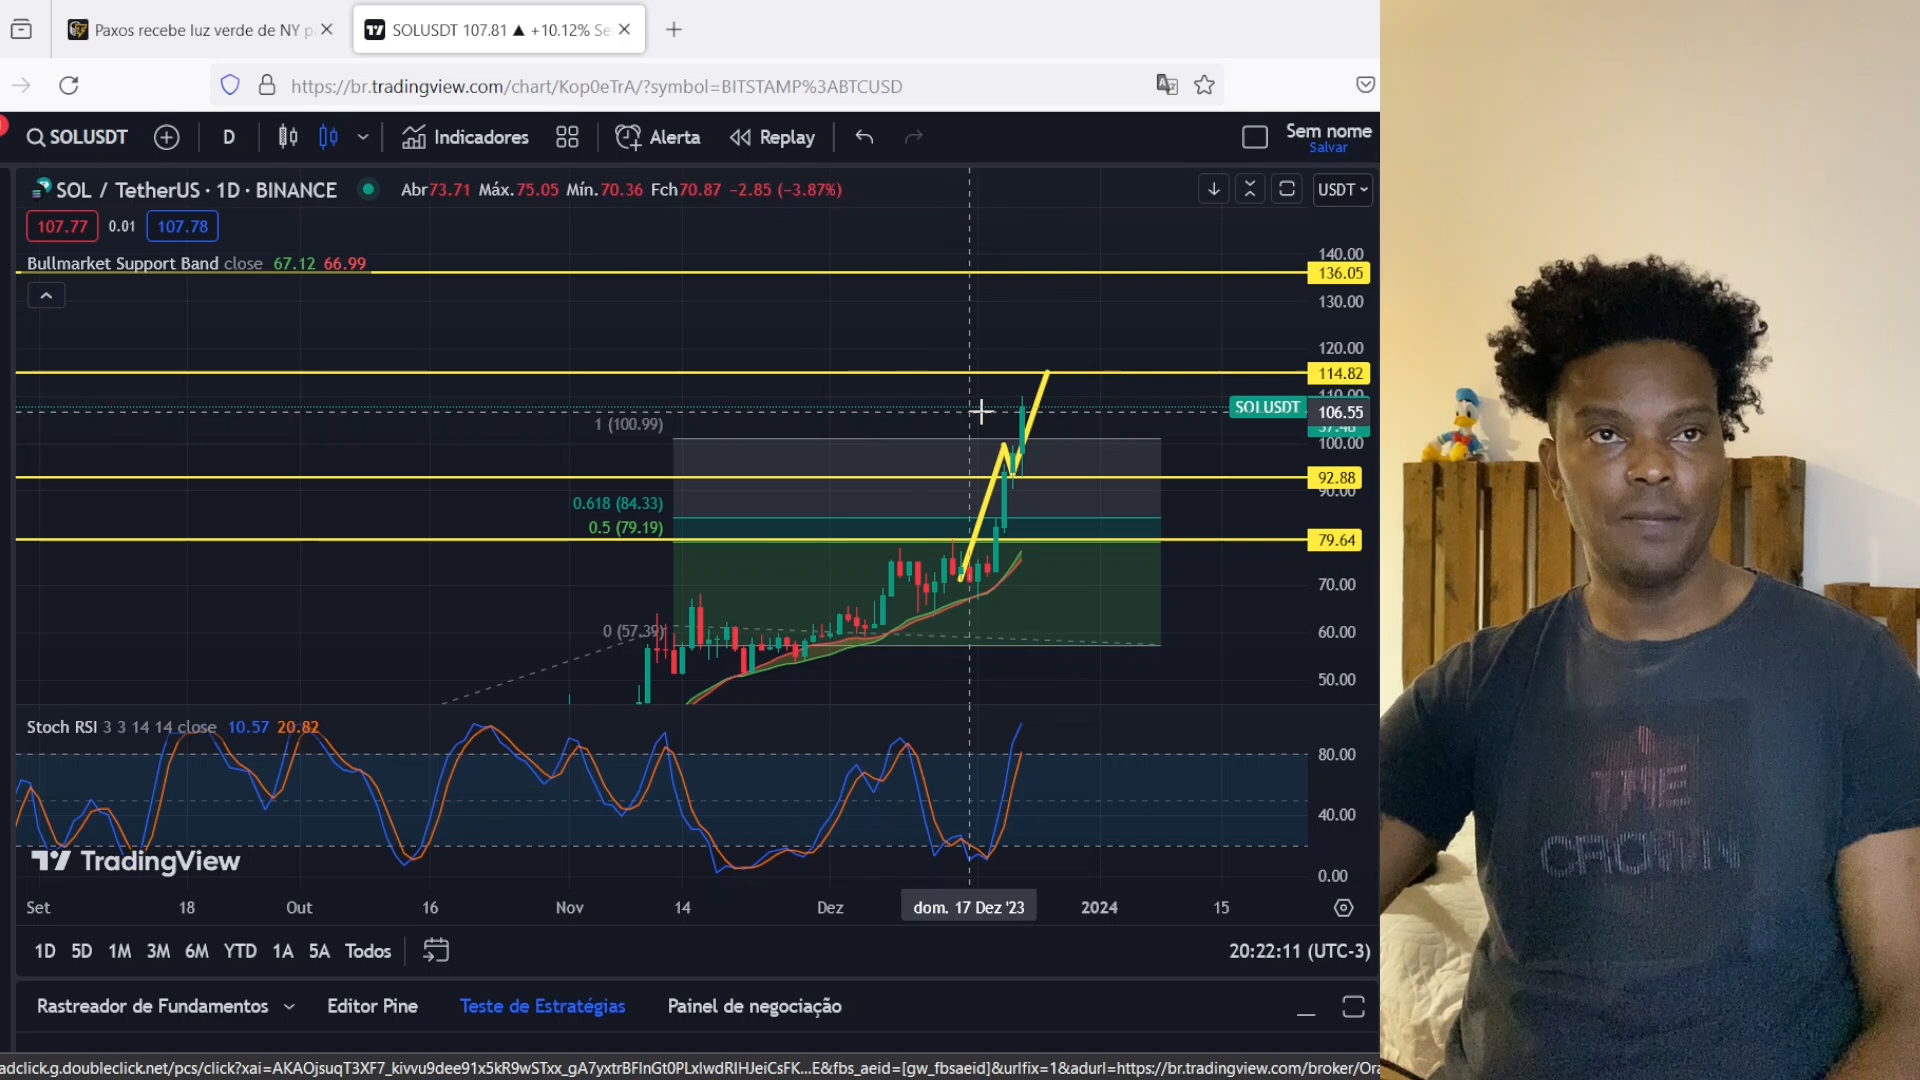 Paxos recebe luz verde de NY p
SOLUSDT 107.81 ▲ +10.12% Se
https://br.tradingview.com/chart/Kop0eTrA/?symbol=BITSTAMP%3ABTCUSD
SOLUSDT
D
Indicadores
Alerta
Replay
Sem nome
Salvar
SOL / TetherUS · 1D · BINANCE
Abr73.71 Máx.75.05 Mín.70.36 Fch70.87 −2.85 (−3.87%)
USDT
107.77 0.01 107.78
Bullmarket Support Band close 67.12 66.99
140.00
136.05
130.00
120.00
114.82
110.00
SOLUSDT
106.55
1 (100.99)
100.00
92.88
90.00
0.618 (84.33)
0.5 (79.19)
79.64
70.00
0 (57.39)
60.00
50.00
Stoch RSI 3 3 14 14 close 10.57 20.82
80.00
40.00
0.00
TradingView
Set 18 Out 16 Nov 14 Dez dom. 17 Dez '23 2024 15
1D 5D 1M 3M 6M YTD 1A 5A Todos
20:22:11 (UTC-3)
Rastreador de Fundamentos
Editor Pine
Teste de Estratégias
Painel de negociação
THE
CROWN